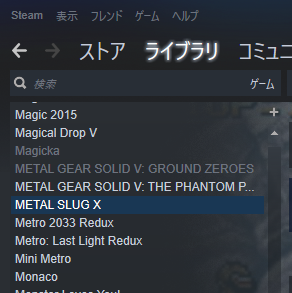 Steam 表示 フレンド ゲーム ヘルプ
ストア ライブラリ コミュニ
検索 ゲーム
Magic 2015
Magical Drop V
Magicka
METAL GEAR SOLID V: GROUND ZEROES
METAL GEAR SOLID V: THE PHANTOM P...
METAL SLUG X
Metro 2033 Redux
Metro: Last Light Redux
Mini Metro
Monaco